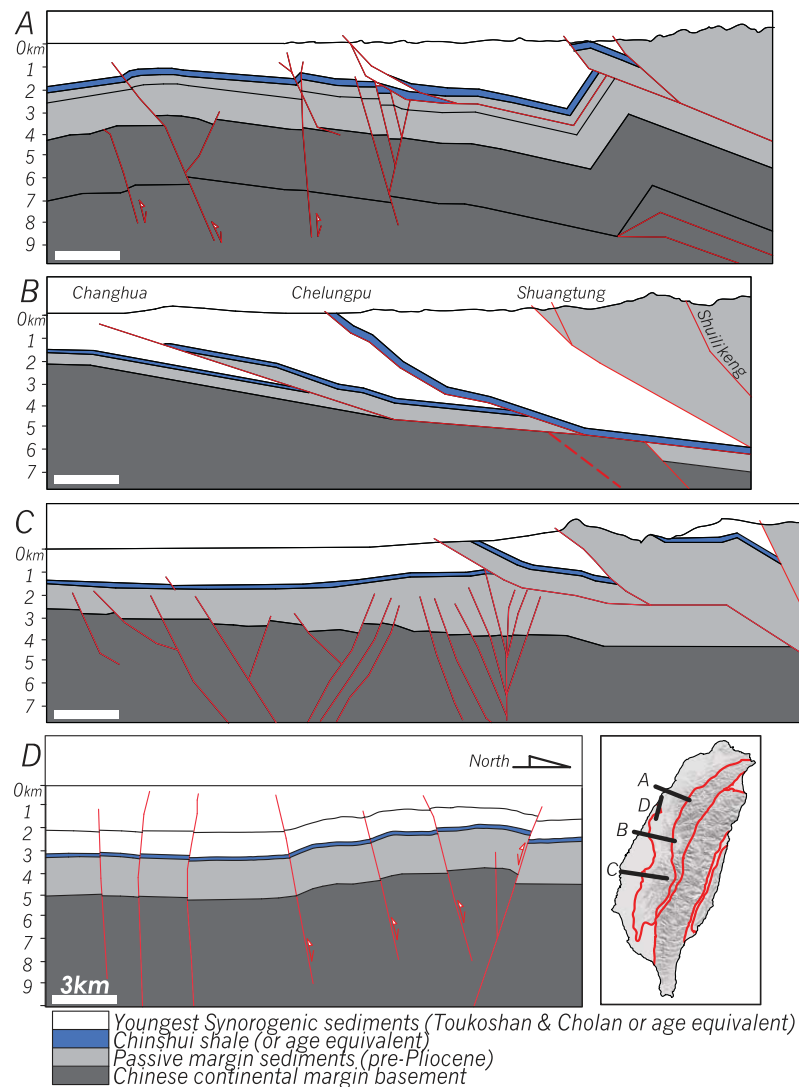 A
0km
1
2
3
4
5
6
7
8
9
B
Changhua Chelungpu Shuangtung
Shuilikeng
0km
1
2
3
4
5
6
7
C
0km
1
2
3
4
5
6
7
D
North
0km
1
2
3
4
5
6
7
8
9
3km
A
D
B
C
Youngest Synorogenic sediments (Toukoshan & Cholan or age equivalent)
Chinshui shale (or age equivalent)
Passive margin sediments (pre-Pliocene)
Chinese continental margin basement